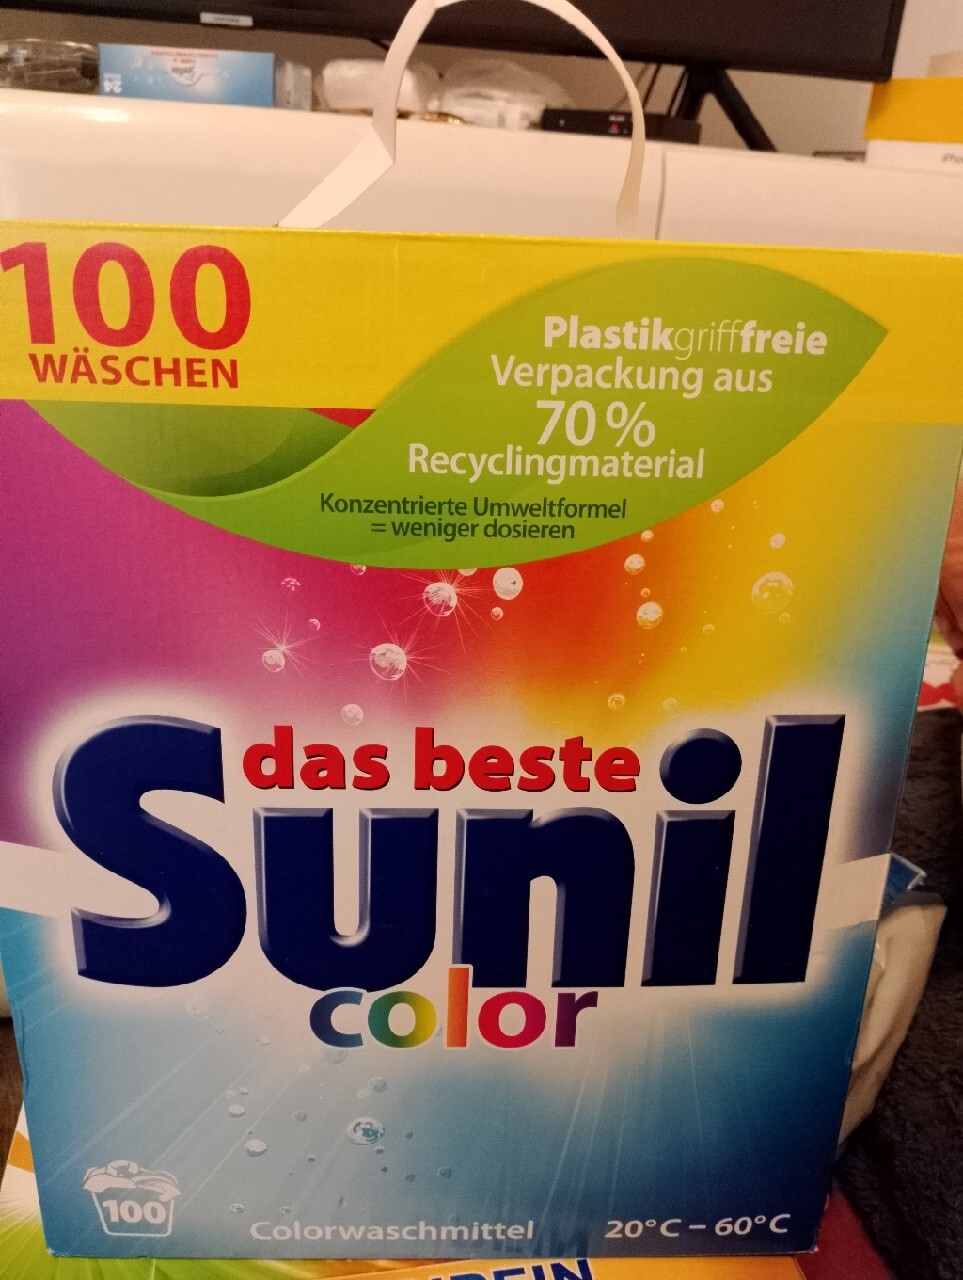 24
100
WÄSCHEN
Plastikgrifffreie
Verpackung aus
70 %
Recyclingmaterial
Konzentrierte Umweltformel
= weniger dosieren
das beste
Sunil
color
100
Colorwaschmittel
20°C – 60°C